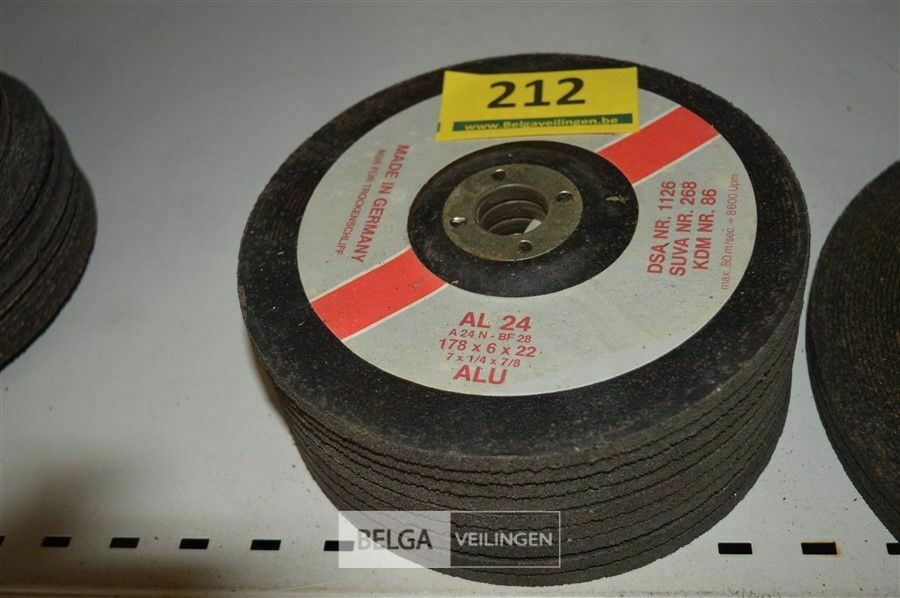 212
www.Belgaveilingen.be
MADE IN GERMANY
NUR FÜR TROCKENSCHLIFF
DSA NR. 1126
SUVA NR. 268
KDM NR. 86
max. 80 m/sec. = 8600 Upm
AL 24
A 24 N - BF 28
178 x 6 x 22
7 x 1/4 x 7/8
ALU
BELGA VEILINGEN